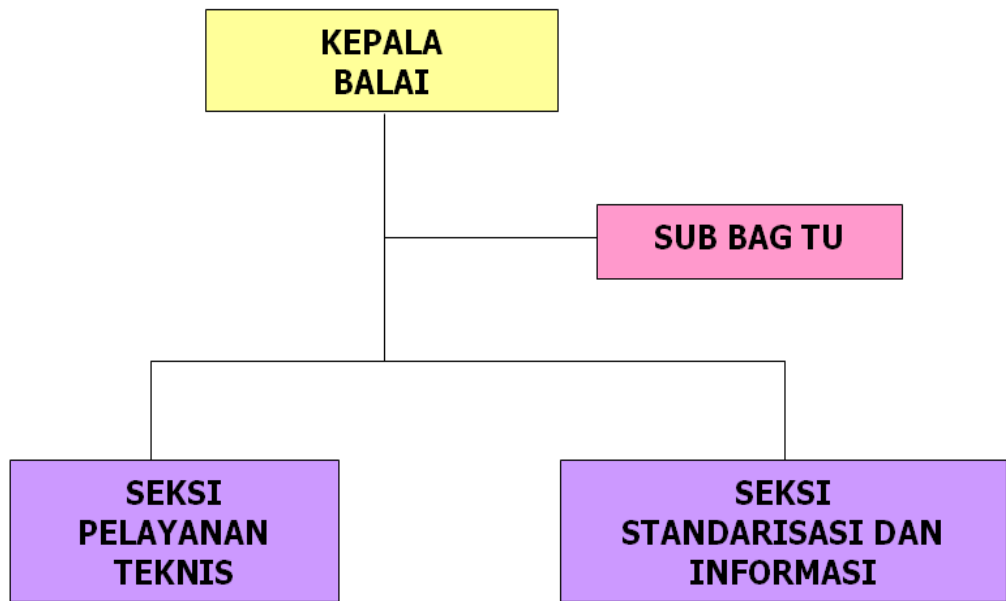 KEPALA
BALAI
SUB BAG TU
SEKSI
PELAYANAN
TEKNIS
SEKSI
STANDARISASI DAN
INFORMASI